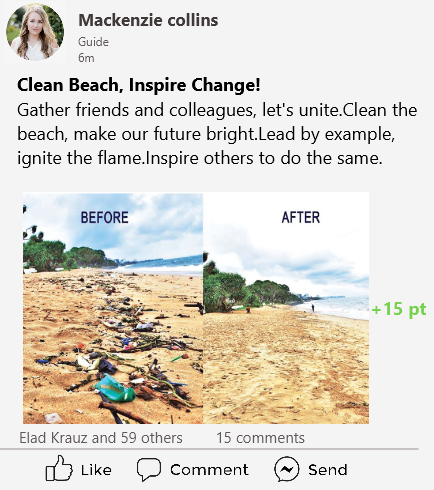 Mackenzie collins
Guide
6m
Clean Beach, Inspire Change!
Gather friends and colleagues, let's unite.Clean the
beach, make our future bright.Lead by example,
ignite the flame.Inspire others to do the same.
BEFORE
AFTER
+15 pt
Elad Krauz and 59 others
15 comments
Like
Comment
Send